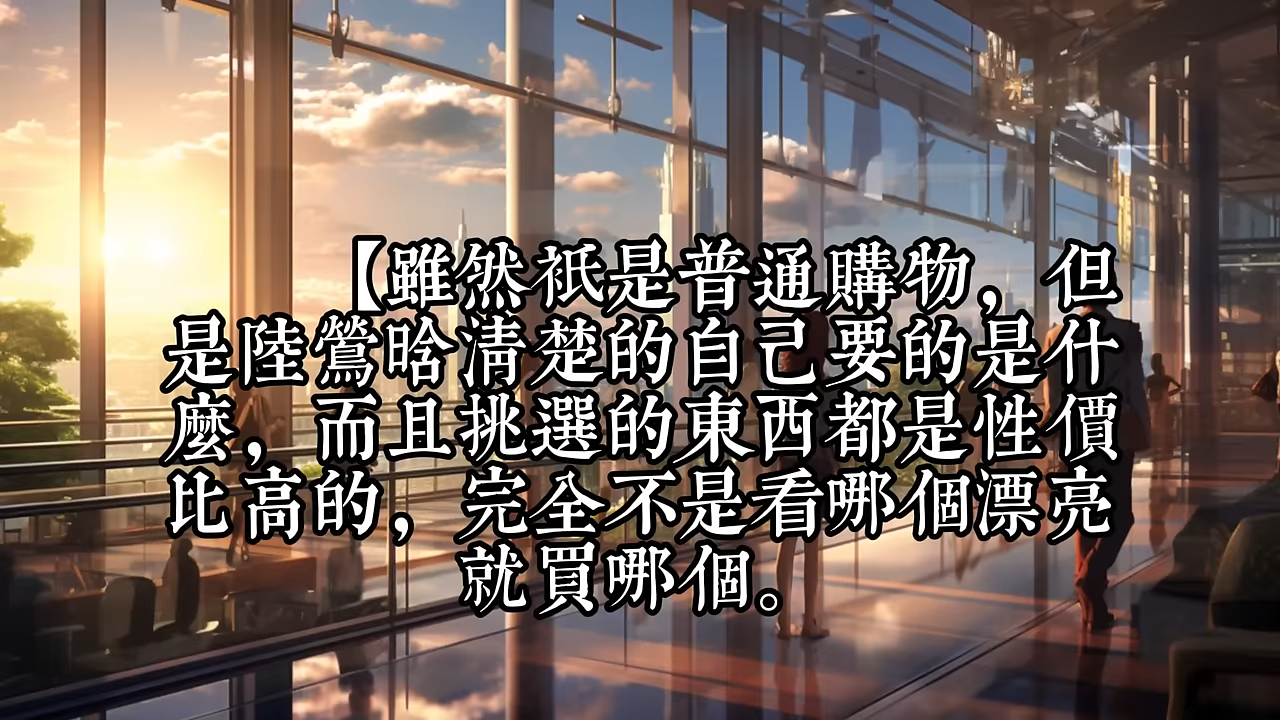 【雖然衹是普通購物，但
是陸鶯晗清楚的自己要的是什
麼，而且挑選的東西都是性價
比高的，完全不是看哪個漂亮
就買哪個。